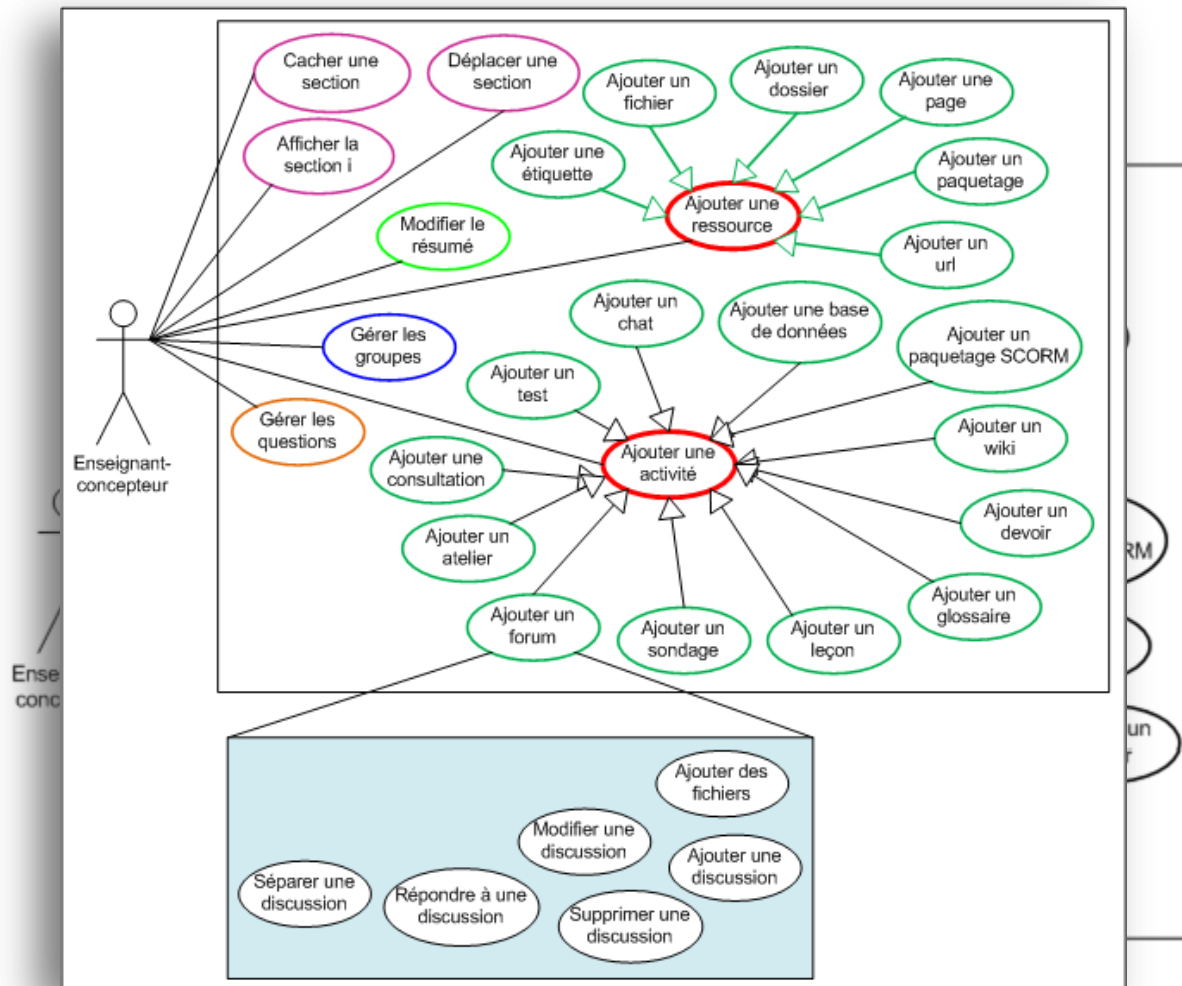 Cacher une
section
Déplacer une
section
Afficher la
section i
Ajouter un
fichier
Ajouter un
dossier
Ajouter une
page
Ajouter une
étiquette
Ajouter un
paquetage
Ajouter une
ressource
Modifier le
résumé
Ajouter un
url
Ajouter un
chat
Ajouter une base
de données
Ajouter un
paquetage SCORM
Gérer les
groupes
Ajouter un
test
Gérer les
questions
Ajouter un
wiki
Ajouter une
activité
Ajouter une
consultation
Enseignant-
concepteur
Ajouter un
devoir
Ajouter un
atelier
Ajouter un
glossaire
Ajouter un
forum
Ajouter un
sondage
Ajouter un
leçon
Ajouter des
fichiers
Modifier une
discussion
Ajouter une
discussion
Séparer une
discussion
Répondre à une
discussion
Supprimer une
discussion
Ense
conc
RM
un
r